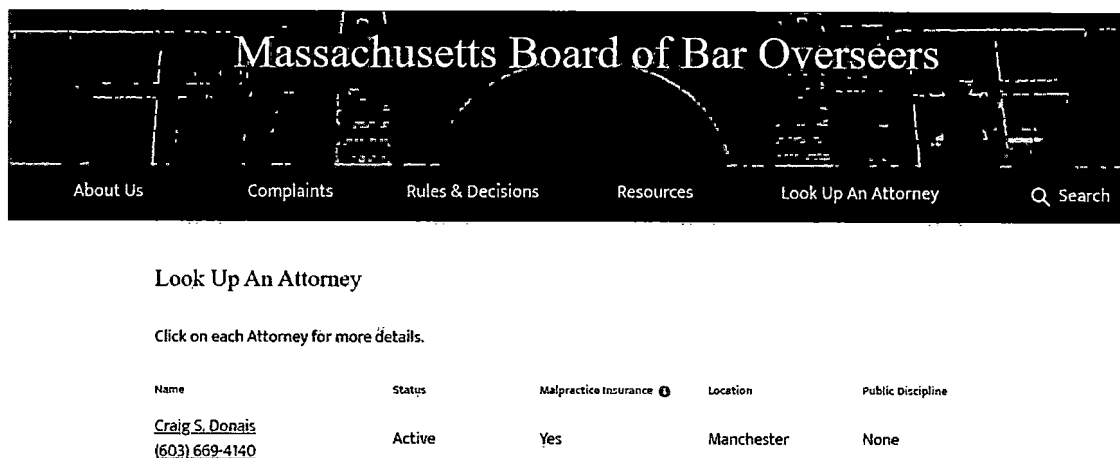 Massachusetts Board of Bar Overseers
About Us Complaints Rules & Decisions Resources Look Up An Attorney Search
Look Up An Attorney
Click on each Attorney for more details.
Name Status Malpractice Insurance Location Public Discipline
Craig S. Donais
(603) 669-4140 Active Yes Manchester None